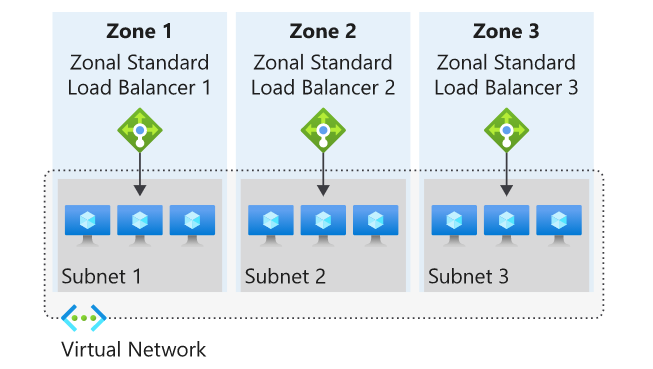 Zone 1
Zonal Standard
Load Balancer 1
Zone 2
Zonal Standard
Load Balancer 2
Zone 3
Zonal Standard
Load Balancer 3
Subnet 1
Subnet 2
Subnet 3
Virtual Network